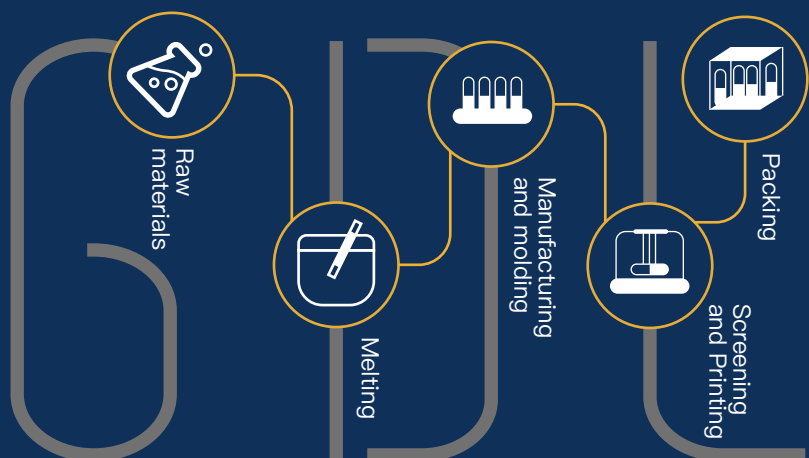 Raw
materials
Melting
Manufacturing
and molding
Screening
and Printing
Packing